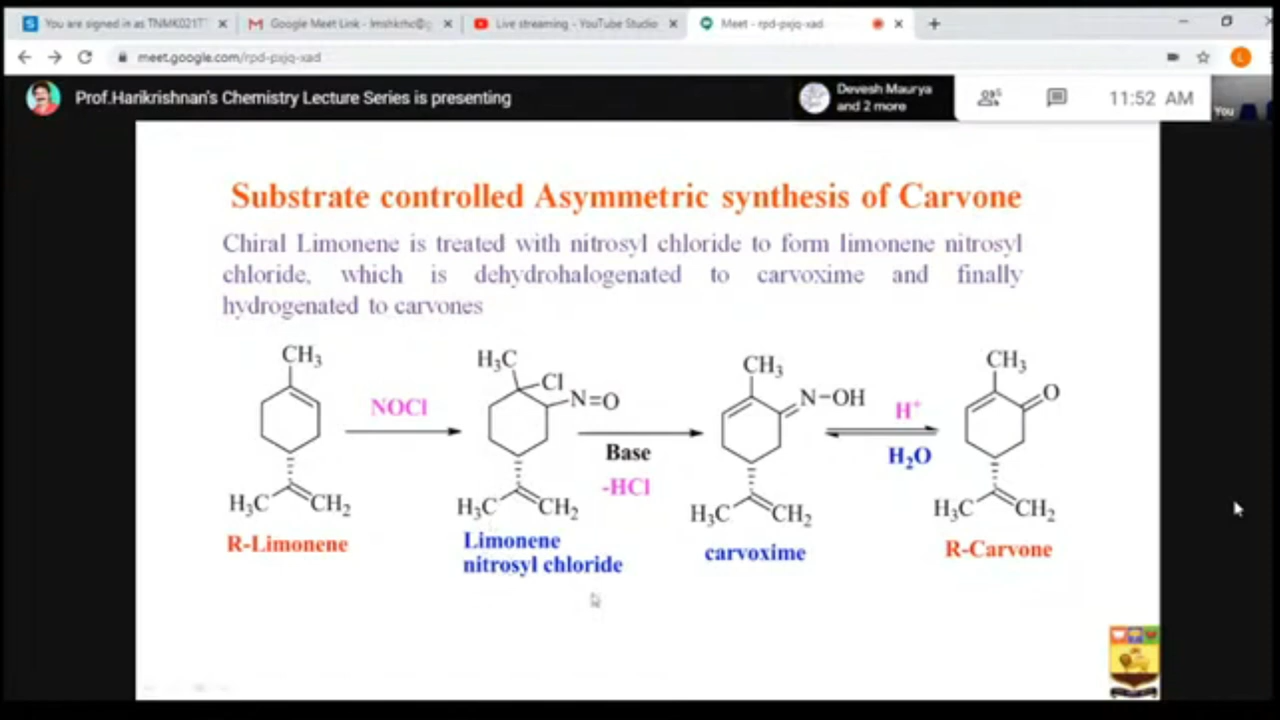 You are signed in as TNMK021T
Google Meet Link - lmshkrhc@g
Live streaming - YouTube Studio
Meet - rpd-pxjq-xad
meet.google.com/rpd-pxjq-xad
L
Prof.Harikrishnan's Chemistry Lecture Series is presenting
Devesh Maurya
and 2 more
11:52 AM
You
Substrate controlled Asymmetric synthesis of Carvone
Chiral Limonene is treated with nitrosyl chloride to form limonene nitrosyl
chloride, which is dehydrohalogenated to carvoxime and finally
hydrogenated to carvones
CH3
H3C
CH2
R-Limonene
NOCl
H3C
Cl
N=O
H3C
CH2
Limonene
nitrosyl chloride
Base
-HCl
CH3
N-OH
H3C
CH2
carvoxime
H+
H2O
CH3
O
H3C
CH2
R-Carvone